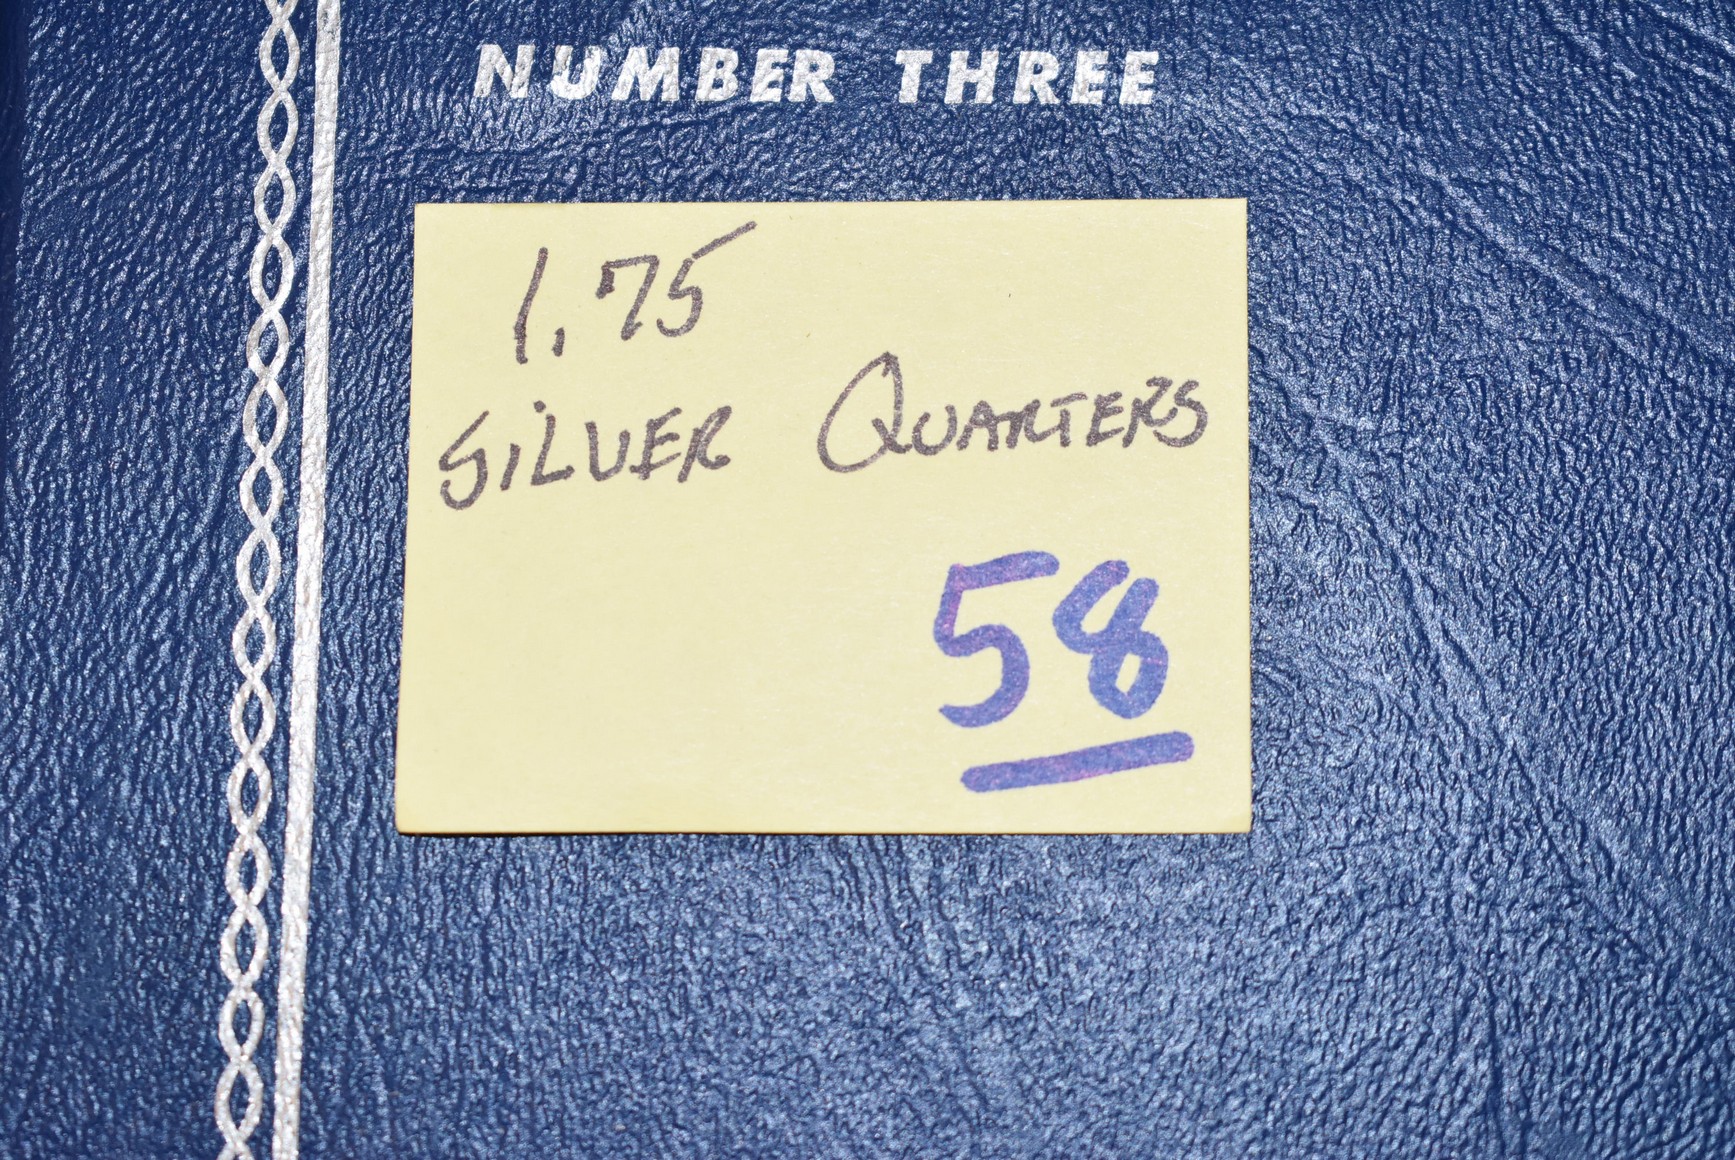 NUMBER THREE
1.75
SILVER QUARTERS
58